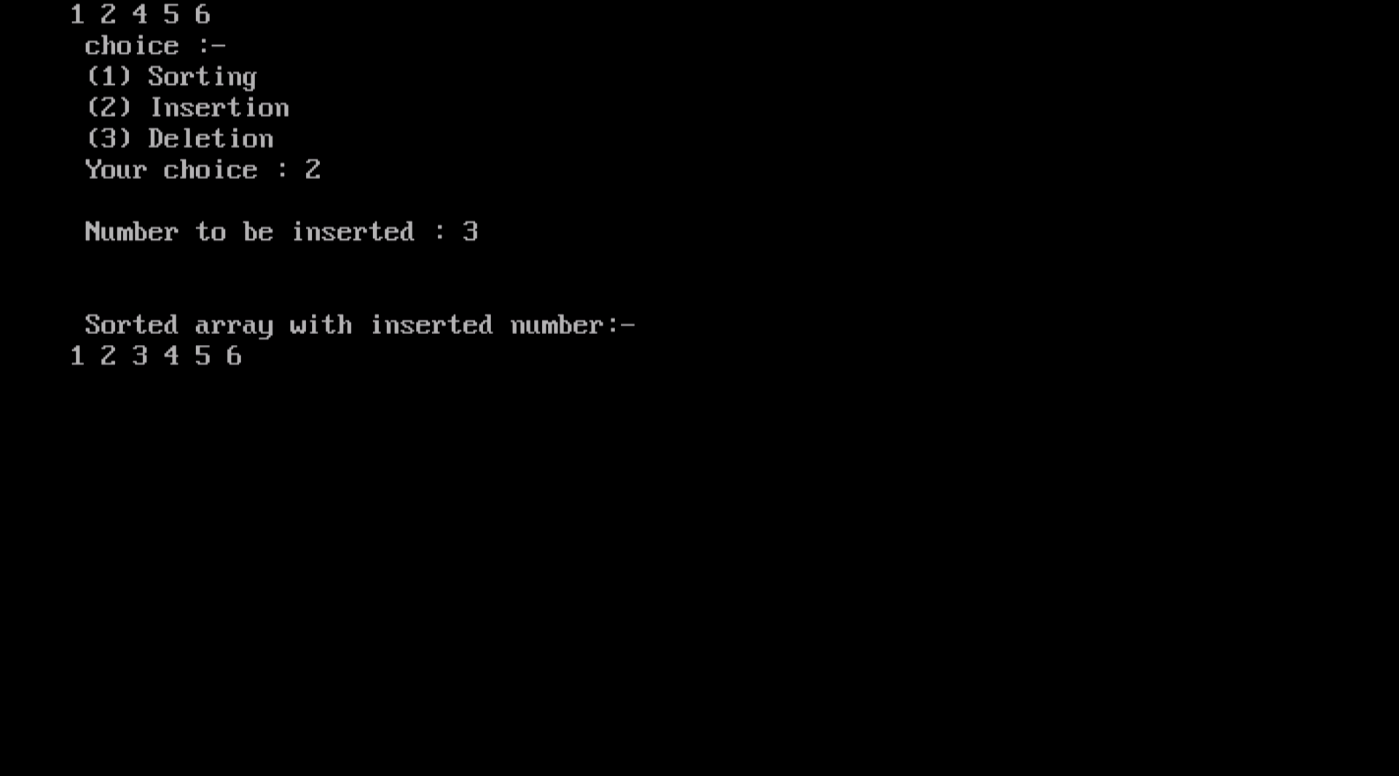 1 2 4 5 6
choice :-
(1) Sorting
(2) Insertion
(3) Deletion
Your choice : 2
Number to be inserted : 3
Sorted array with inserted number:-
1 2 3 4 5 6